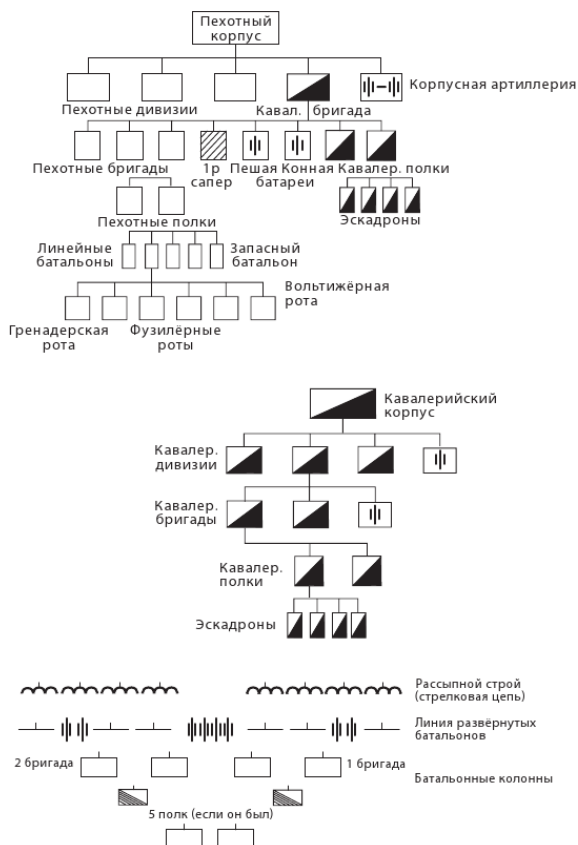 Пехотный
корпус
Корпусная артиллерия
Пехотные дивизии
Кавал. бригада
Пехотные бригады
1р
сапер
Пешая Конная
батареи
Кавалер. полки
Эскадроны
Пехотные полки
Линейные
батальоны
Запасный
батальон
Вольтижёрная
рота
Гренадерская
рота
Фузилёрные
роты
Кавалерийский
корпус
Кавалер.
дивизии
Кавалер.
бригады
Кавалер.
полки
Эскадроны
Рассыпной строй
(стрелковая цепь)
Линия развёрнутых
батальонов
2 бригада
1 бригада
Батальонные колонны
5 полк (если он был)